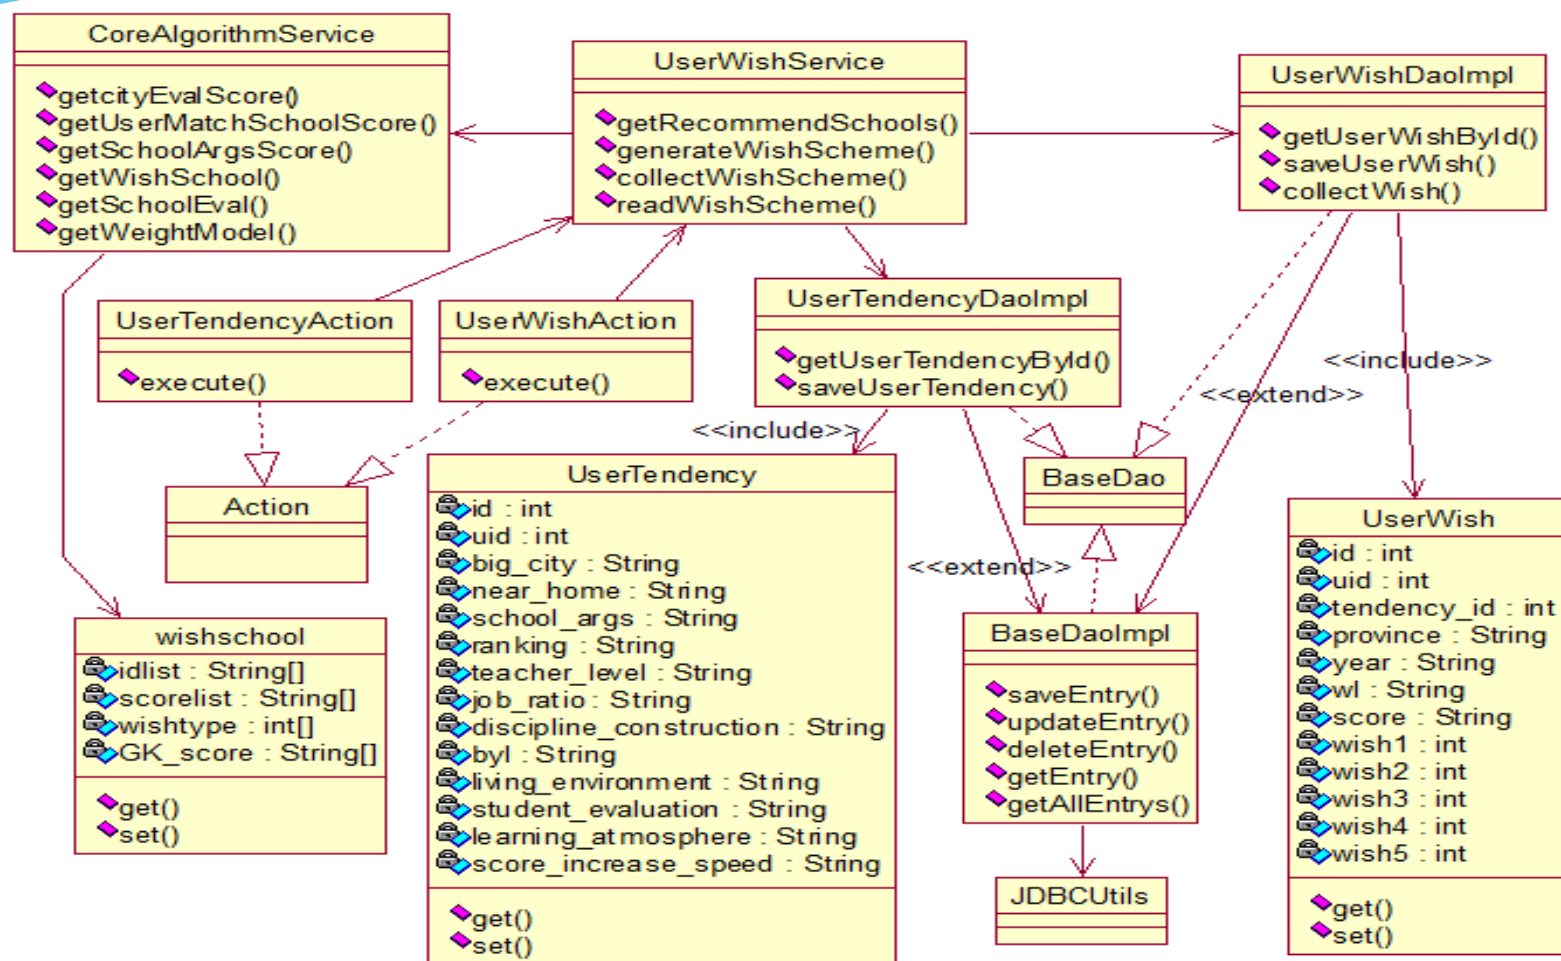 CoreAlgorithmService
getcityEvalScore()
getUserMatchSchoolScore()
getSchoolArgsScore()
getWishSchool()
getSchoolEval()
getWeightModel()
UserWishService
getRecommendSchools()
generateWishScheme()
collectWishScheme()
readWishScheme()
UserWishDaoImpl
getUserWishById()
saveUserWish()
collectWish()
UserTendencyAction
execute()
UserWishAction
execute()
UserTendencyDaoImpl
getUserTendencyById()
saveUserTendency()
<<include>>
<<extend>>
<<include>>
Action
UserTendency
id : int
uid : int
big_city : String
near_home : String
school_args : String
ranking : String
teacher_level : String
job_ratio : String
discipline_construction : String
byl : String
living_environment : String
student_evaluation : String
learning_atmosphere : String
score_increase_speed : String
get()
set()
BaseDao
<<extend>>
UserWish
id : int
uid : int
tendency_id : int
province : String
year : String
wl : String
score : String
wish1 : int
wish2 : int
wish3 : int
wish4 : int
wish5 : int
get()
set()
wishschool
idlist : String[]
scorelist : String[]
wishtype : int[]
GK_score : String[]
get()
set()
BaseDaoImpl
saveEntry()
updateEntry()
deleteEntry()
getEntry()
getAllEntrys()
JDBCUtils